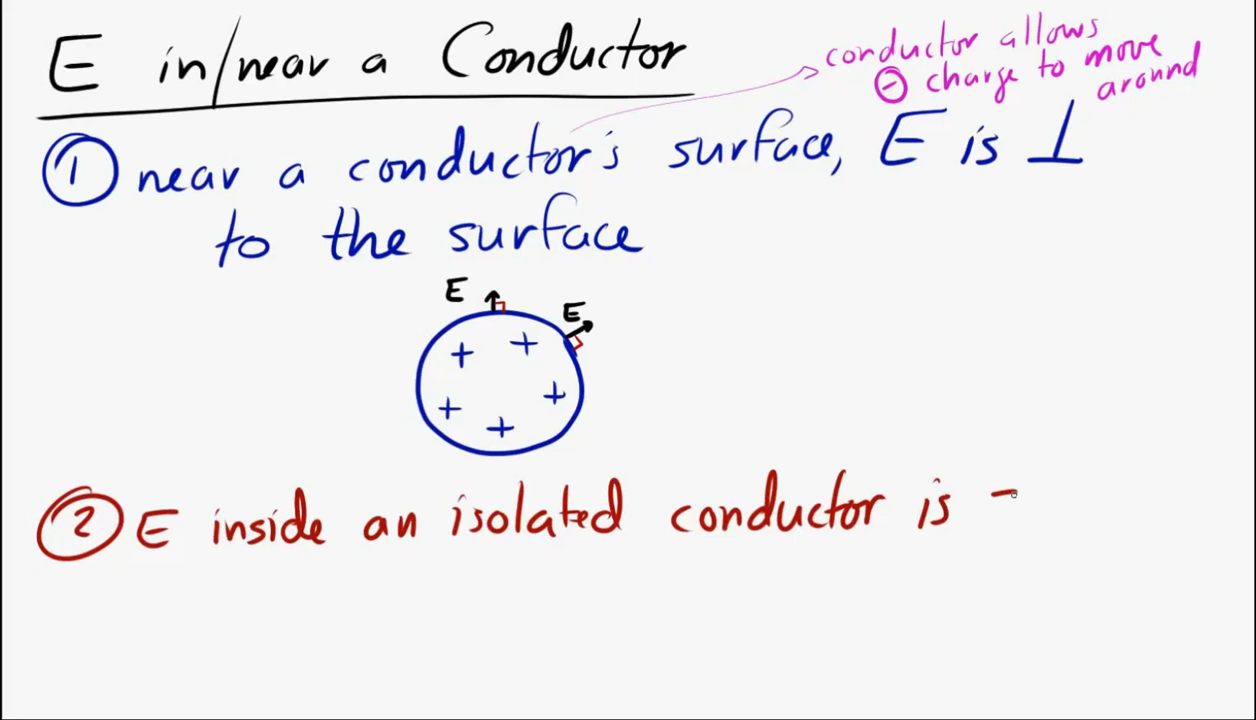 E in/near a Conductor
conductor allows
⊖ charge to move
around
① near a conductor's surface, E is ⊥
to the surface
E
E
+ +
+ +
+
② E inside an isolated conductor is